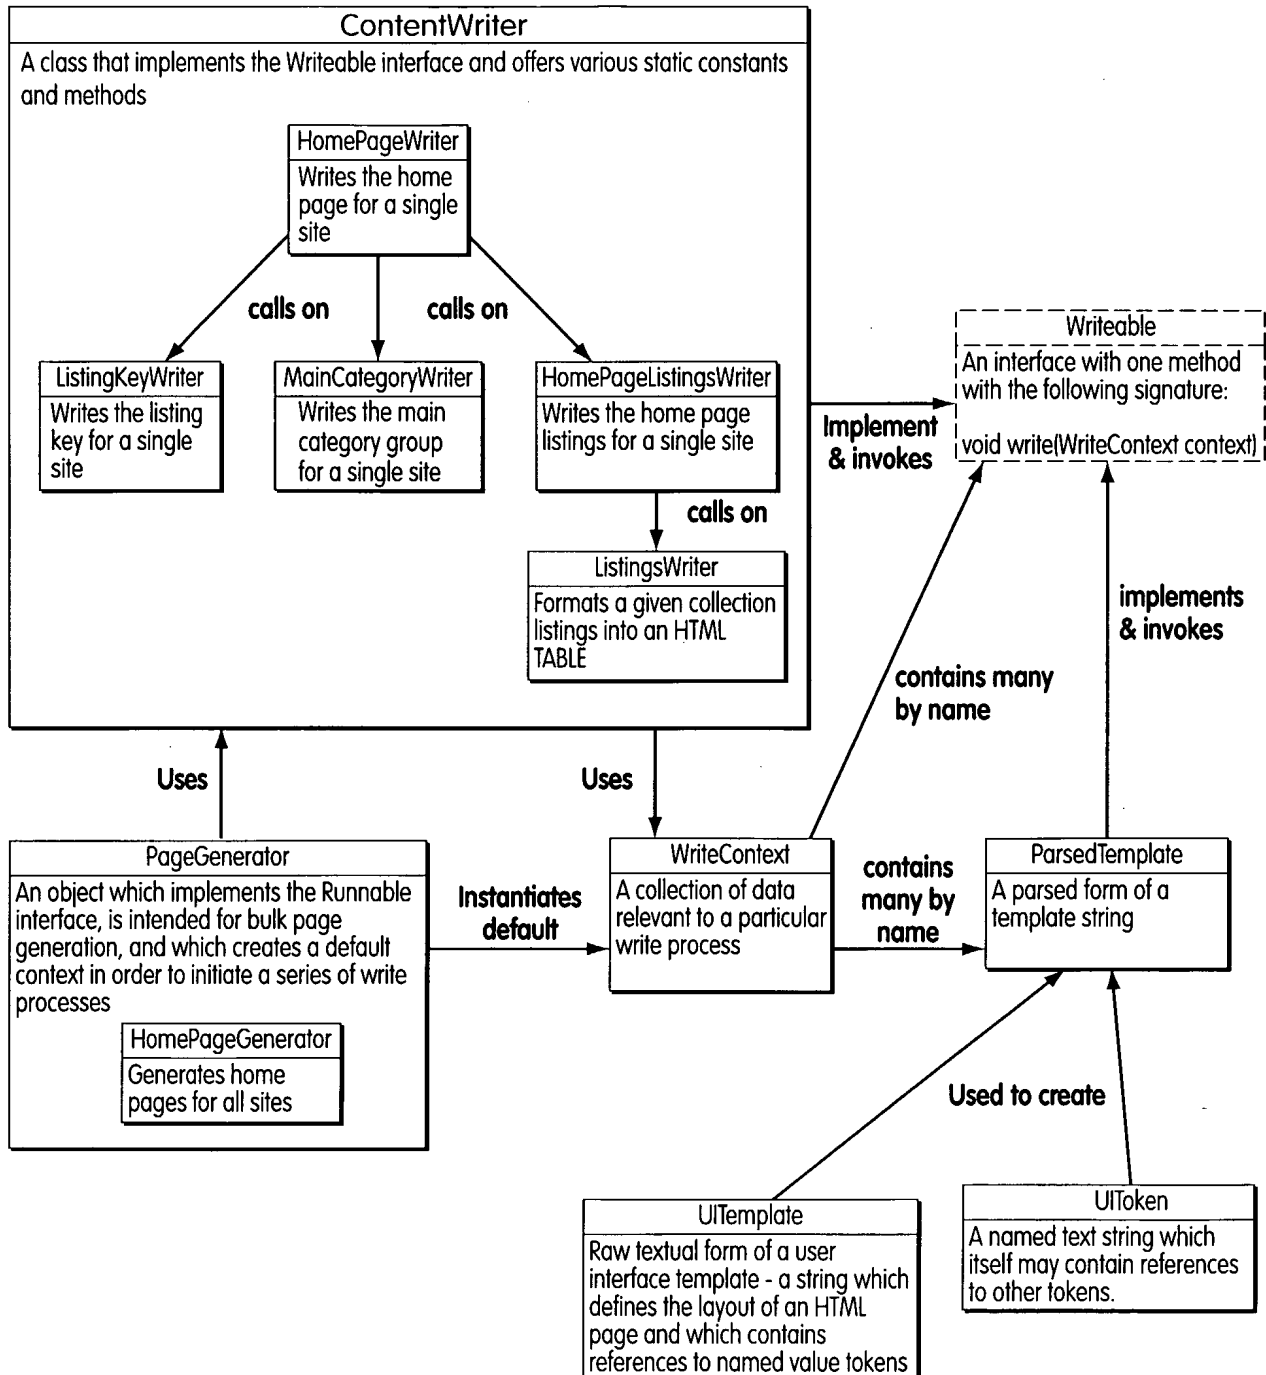 ContentWriter
A class that implements the Writeable interface and offers various static constants
and methods
HomePageWriter
Writes the home
page for a single
site
calls on
calls on
ListingKeyWriter
Writes the listing
key for a single
site
MainCategoryWriter
Writes the main
category group
for a single site
HomePageListingsWriter
Writes the home page
listings for a single site
calls on
ListingsWriter
Formats a given collection
listings into an HTML
TABLE
Implement
& invokes
Writeable
An interface with one method
with the following signature:
void write(WriteContext context)
contains many
by name
implements
& invokes
Uses
Uses
PageGenerator
An object which implements the Runnable
interface, is intended for bulk page
generation, and which creates a default
context in order to initiate a series of write
processes
HomePageGenerator
Generates home
pages for all sites
Instantiates
default
WriteContext
A collection of data
relevant to a particular
write process
contains
many by
name
ParsedTemplate
A parsed form of a
template string
Used to create
UITemplate
Raw textual form of a user
interface template - a string which
defines the layout of an HTML
page and which contains
references to named value tokens
UIToken
A named text string which
itself may contain references
to other tokens.